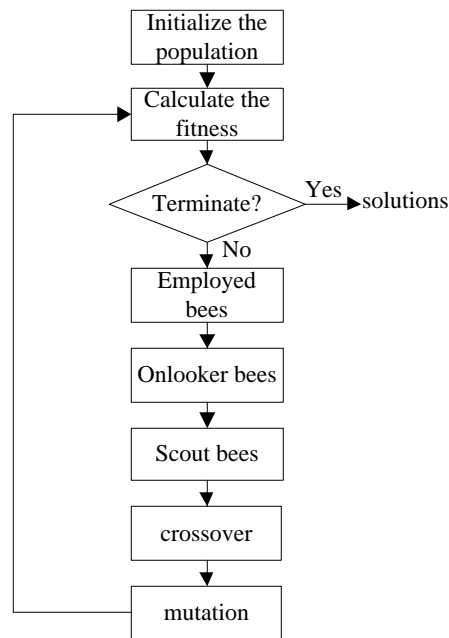 Initialize the
population
Calculate the
fitness
Terminate?
Yes
solutions
No
Employed
bees
Onlooker bees
Scout bees
crossover
mutation